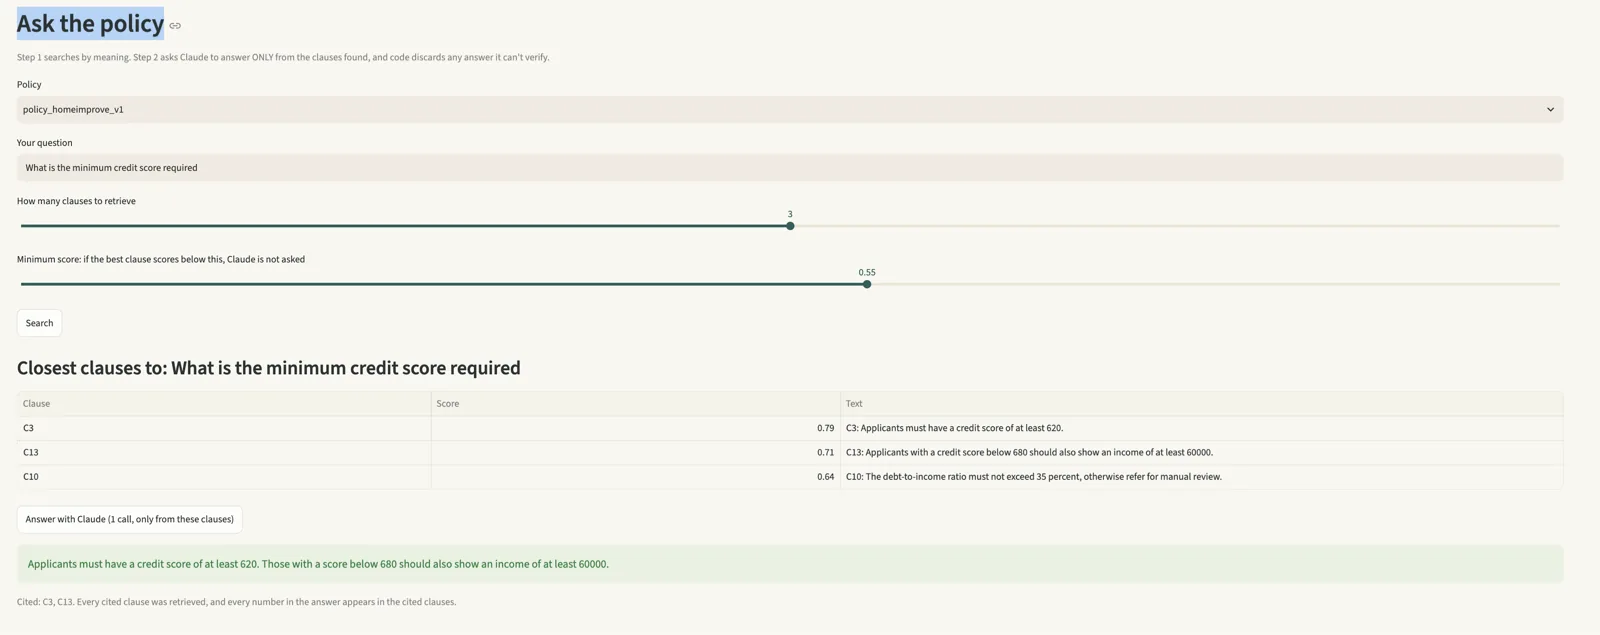 Ask the policy
Step 1 searches by meaning. Step 2 asks Claude to answer ONLY from the clauses found, and code discards any answer it can't verify.
Policy
policy_homeimprove_v1
Your question
What is the minimum credit score required
How many clauses to retrieve
3
Minimum score: if the best clause scores below this, Claude is not asked
0.55
Search
Closest clauses to: What is the minimum credit score required
Clause Score Text
C3 0.79 C3: Applicants must have a credit score of at least 620.
C13 0.71 C13: Applicants with a credit score below 680 should also show an income of at least 60000.
C10 0.64 C10: The debt-to-income ratio must not exceed 35 percent, otherwise refer for manual review.
Answer with Claude (1 call, only from these clauses)
Applicants must have a credit score of at least 620. Those with a score below 680 should also show an income of at least 60000.
Cited: C3, C13. Every cited clause was retrieved, and every number in the answer appears in the cited clauses.